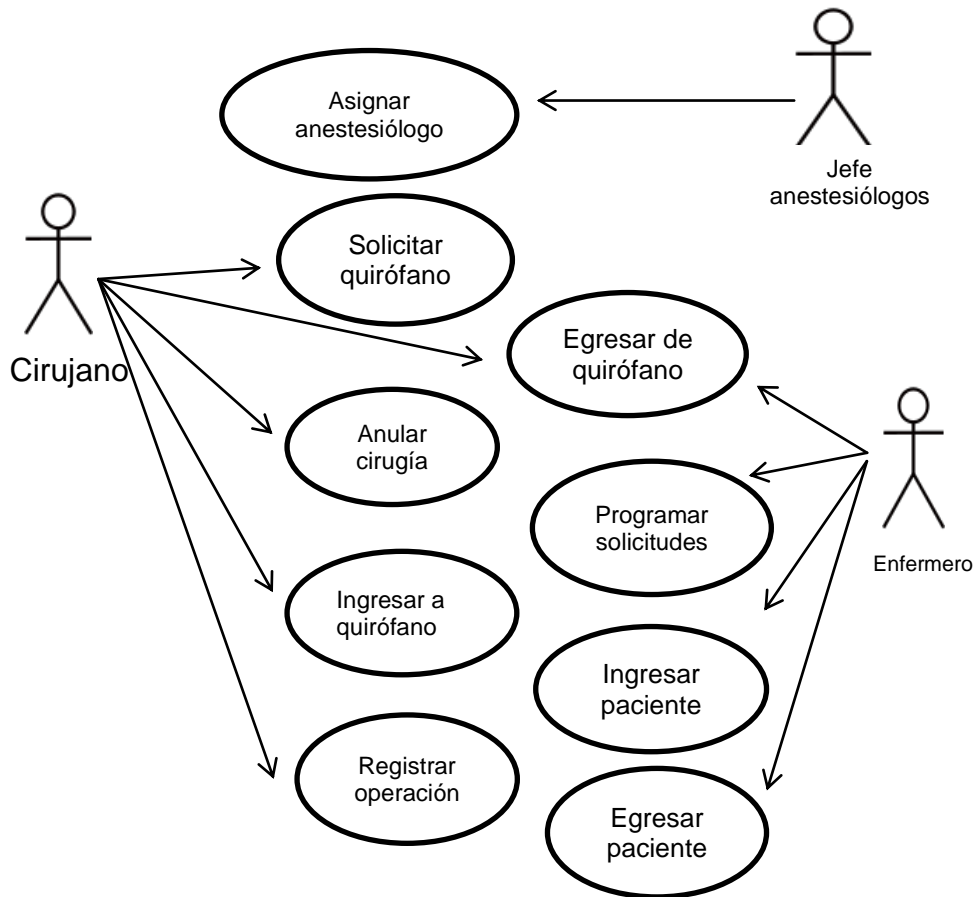 Asignar
anestesiólogo
Jefe
anestesiólogos
Solicitar
quirófano
Cirujano
Egresar de
quirófano
Anular
cirugía
Programar
solicitudes
Enfermero
Ingresar a
quirófano
Ingresar
paciente
Registrar
operación
Egresar
paciente